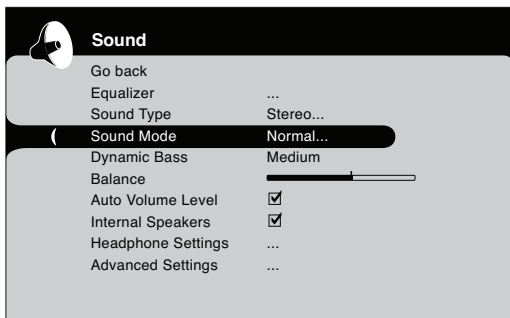 Sound
Go back
Equalizer ...
Sound Type Stereo...
Sound Mode Normal...
Dynamic Bass Medium
Balance
Auto Volume Level
Internal Speakers
Headphone Settings ...
Advanced Settings ...